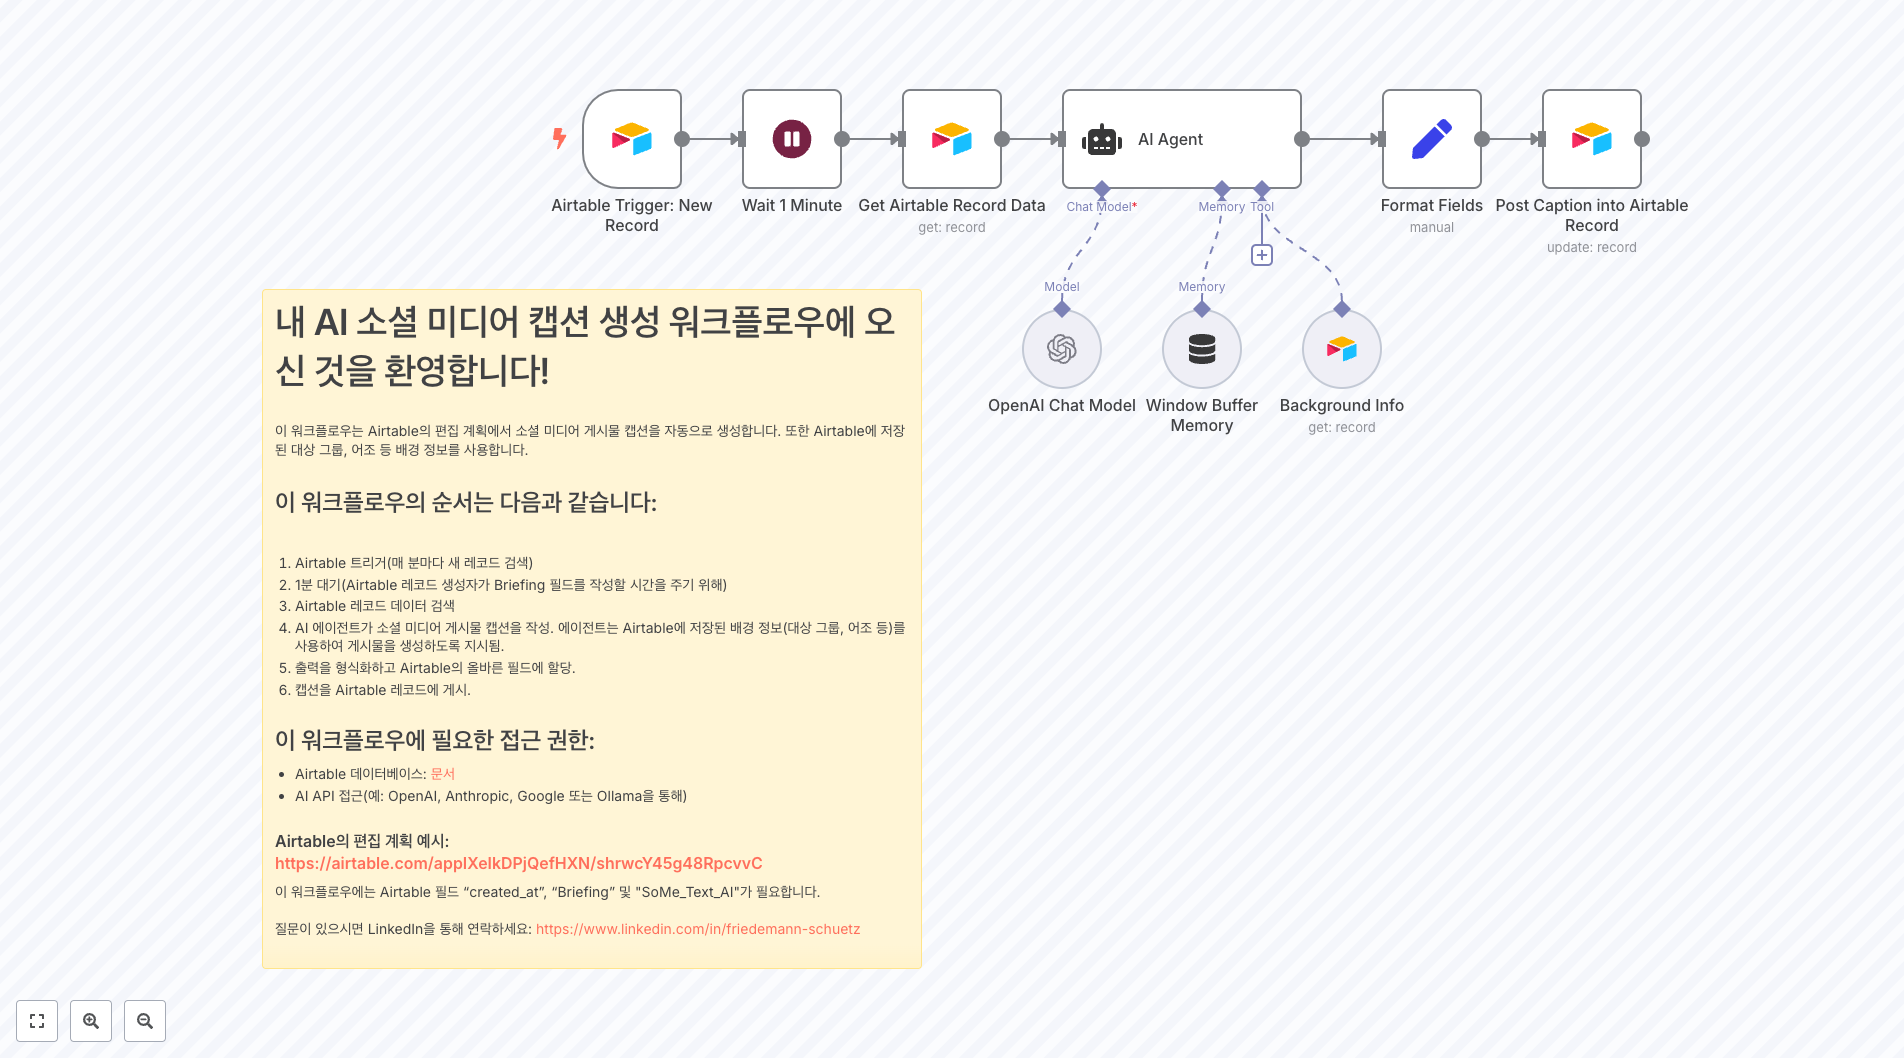 Airtable Trigger: New
Record
Wait 1 Minute
Get Airtable Record Data
get: record
AI Agent
Chat Model*
Memory
Tool
Format Fields
manual
Post Caption into Airtable
Record
update: record
Model
Memory
OpenAI Chat Model
Window Buffer
Memory
Background Info
get: record
내 AI 소셜 미디어 캡션 생성 워크플로우에 오
신 것을 환영합니다!
이 워크플로우는 Airtable의 편집 계획에서 소셜 미디어 게시물 캡션을 자동으로 생성합니다. 또한 Airtable에 저장
된 대상 그룹, 어조 등 배경 정보를 사용합니다.
이 워크플로우의 순서는 다음과 같습니다:
1. Airtable 트리거(매 분마다 새 레코드 검색)
2. 1분 대기(Airtable 레코드 생성자가 Briefing 필드를 작성할 시간을 주기 위해)
3. Airtable 레코드 데이터 검색
4. AI 에이전트가 소셜 미디어 게시물 캡션을 작성. 에이전트는 Airtable에 저장된 배경 정보(대상 그룹, 어조 등)를
사용하여 게시물을 생성하도록 지시됨.
5. 출력을 형식화하고 Airtable의 올바른 필드에 할당.
6. 캡션을 Airtable 레코드에 게시.
이 워크플로우에 필요한 접근 권한:
• Airtable 데이터베이스: 문서
• AI API 접근(예: OpenAI, Anthropic, Google 또는 Ollama을 통해)
Airtable의 편집 계획 예시:
https://airtable.com/appIXeIkDPjQefHXN/shrwcY45g48RpcvvC
이 워크플로우에는 Airtable 필드 “created_at”, “Briefing” 및 "SoMe_Text_AI"가 필요합니다.
질문이 있으시면 LinkedIn을 통해 연락하세요: https://www.linkedin.com/in/friedemann-schuetz